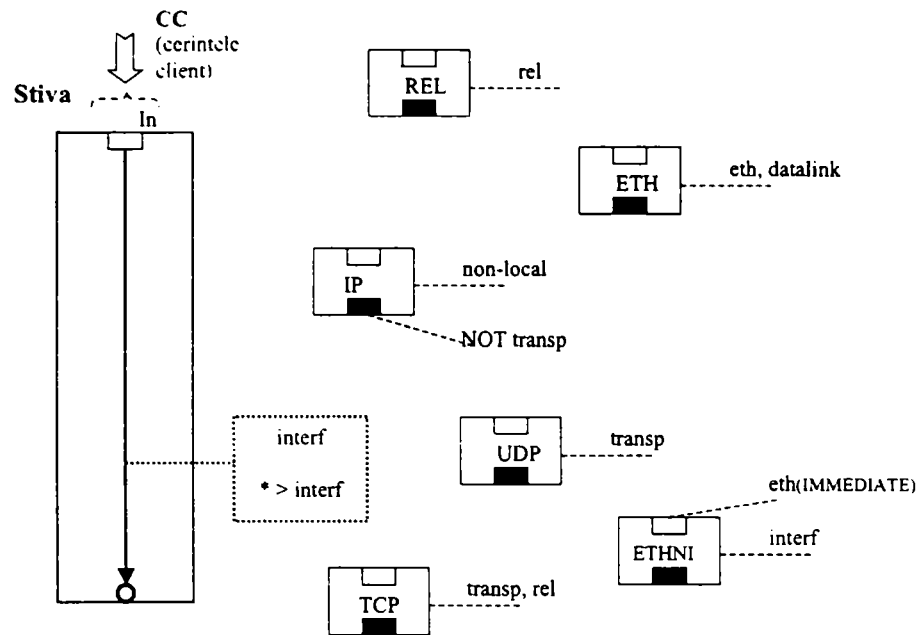 CC
(cerintele
client)
Stiva
In
REL
rel
ETH
eth, datalink
IP
non-local
NOT transp
interf
* > interf
UDP
transp
eth(IMMEDIATE)
ETHNI
interf
TCP
transp, rel